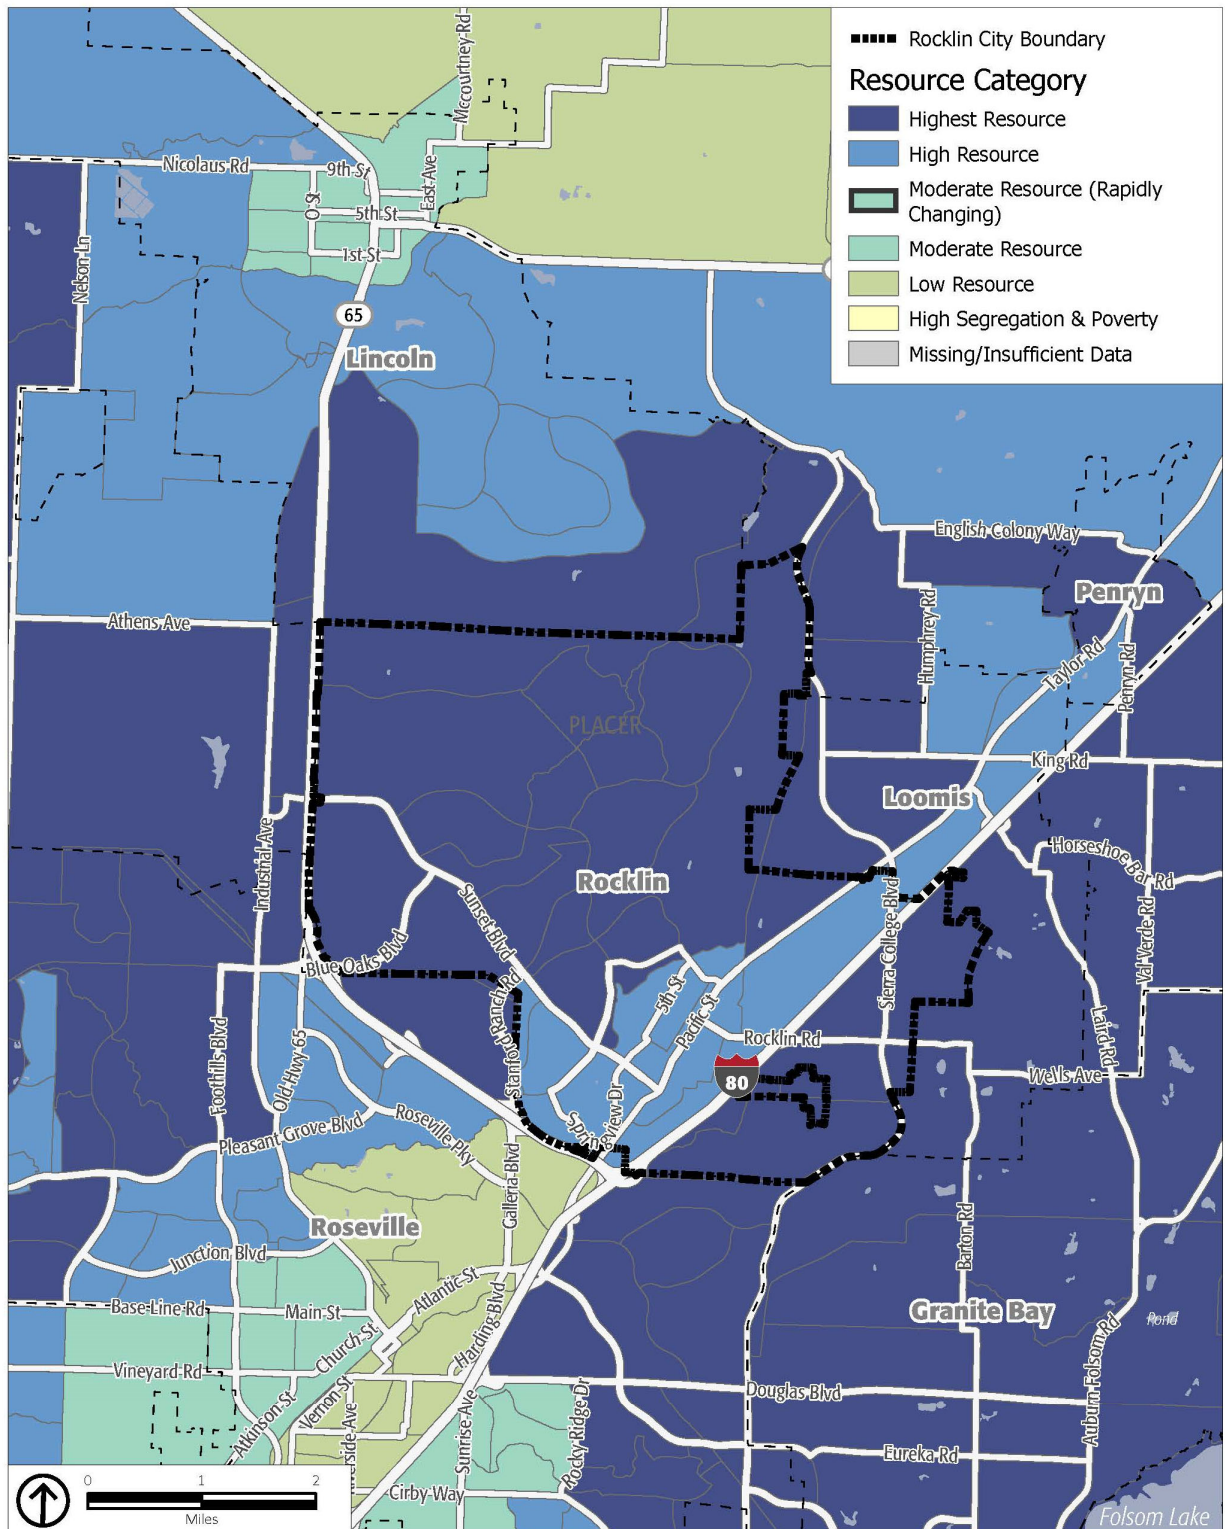 Rocklin City Boundary
Resource Category
Highest Resource
High Resource
Moderate Resource (Rapidly
Changing)
Moderate Resource
Low Resource
High Segregation & Poverty
Missing/Insufficient Data
Mccourtney Rd
Nicolaus Rd
9th St
East Ave
O St
5th St
1st St
Nelson Ln
65
Lincoln
English Colony Way
Penryn
Athens Ave
Humphrey Rd
Taylor Rd
Penryn Rd
PLACER
King Rd
Loomis
Industrial Ave
Horseshoe Bar Rd
Rocklin
Sunset Blvd
Sierra College Blvd
Val Verde Rd
Blue Oaks Blvd
Stanford Ranch Rd
5th St
Pacific St
Rocklin Rd
Laird Rd
Foothills Blvd
Old Hwy 65
80
Wells Ave
Springview Dr
Pleasant Grove Blvd
Roseville Pky
Galleria Blvd
Roseville
Barton Rd
Junction Blvd
Atlantic St
Base Line Rd
Main St
Harding Blvd
Granite Bay
Pond
Church St
Vineyard Rd
Auburn Folsom Rd
Vernon St
Douglas Blvd
Atkinson St
Sunrise Ave
Rocky Ridge Dr
Eureka Rd
Cirby Way
0 1 2
Miles
Folsom Lake